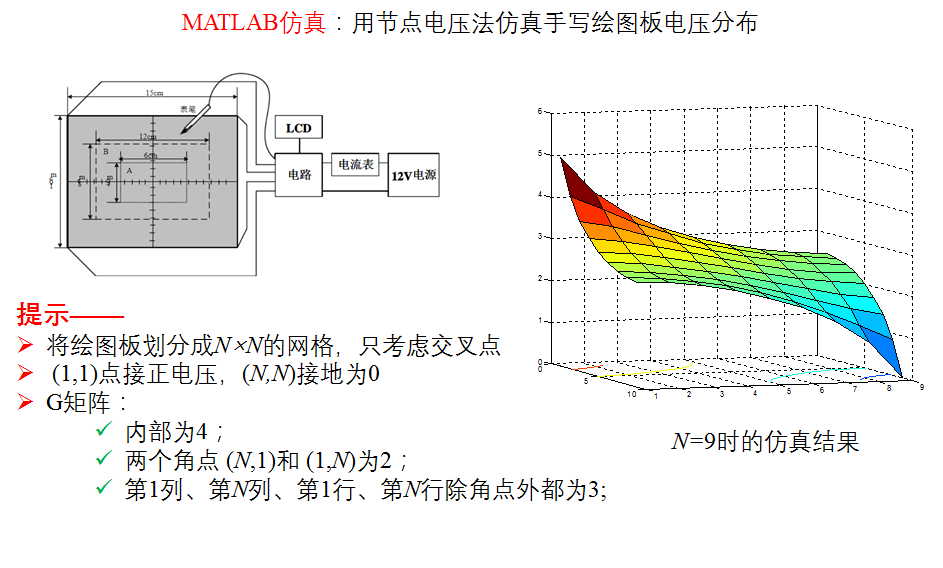 MATLAB仿真：用节点电压法仿真手写绘图板电压分布
15cm
表笔
12cm
B
6cm
A
LCD
电路
电流表
12V电源
6
5
4
3
2
1
0
0
5
10
1
2
3
4
5
6
7
8
9
提示——
将绘图板划分成N×N的网格，只考虑交叉点
(1,1)点接正电压，(N,N)接地为0
G矩阵：
内部为4；
两个角点 (N,1)和 (1,N)为2；
第1列、第N列、第1行、第N行除角点外都为3;
N=9时的仿真结果